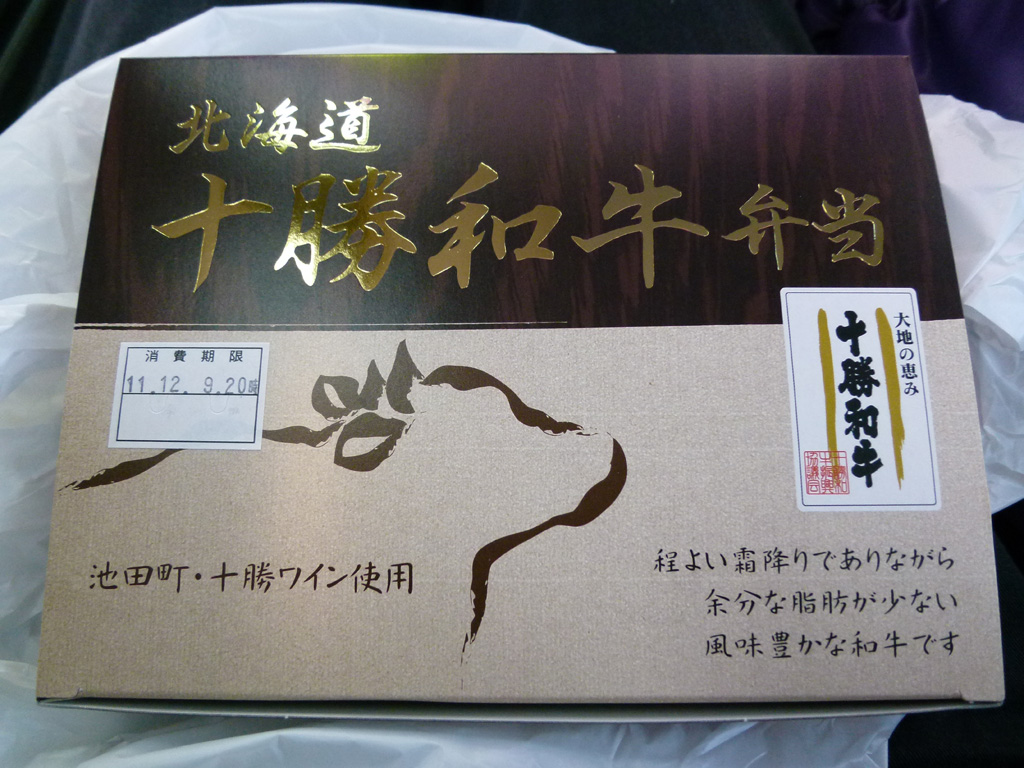 北海道
十勝和牛弁当
消費期限
11.12. 9.20時
大地の恵み
十勝和牛
池田町・十勝ワイン使用
程よい霜降りでありながら
余分な脂肪が少ない
風味豊かな和牛です